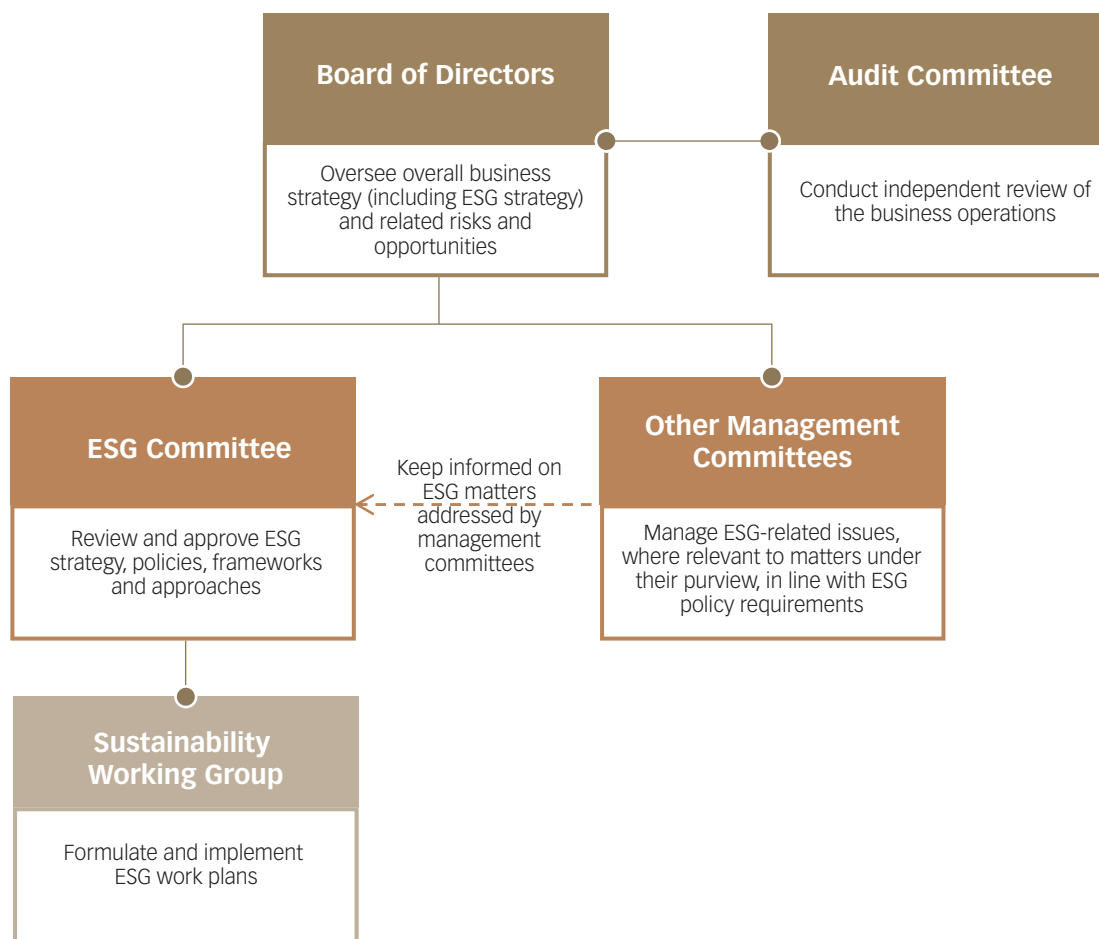 Board of Directors
Oversee overall business
strategy (including ESG strategy)
and related risks and
opportunities
Audit Committee
Conduct independent review of
the business operations
ESG Committee
Review and approve ESG
strategy, policies, frameworks
and approaches
Keep informed on
ESG matters
addressed by
management
committees
Other Management
Committees
Manage ESG-related issues,
where relevant to matters under
their purview, in line with ESG
policy requirements
Sustainability
Working Group
Formulate and implement
ESG work plans